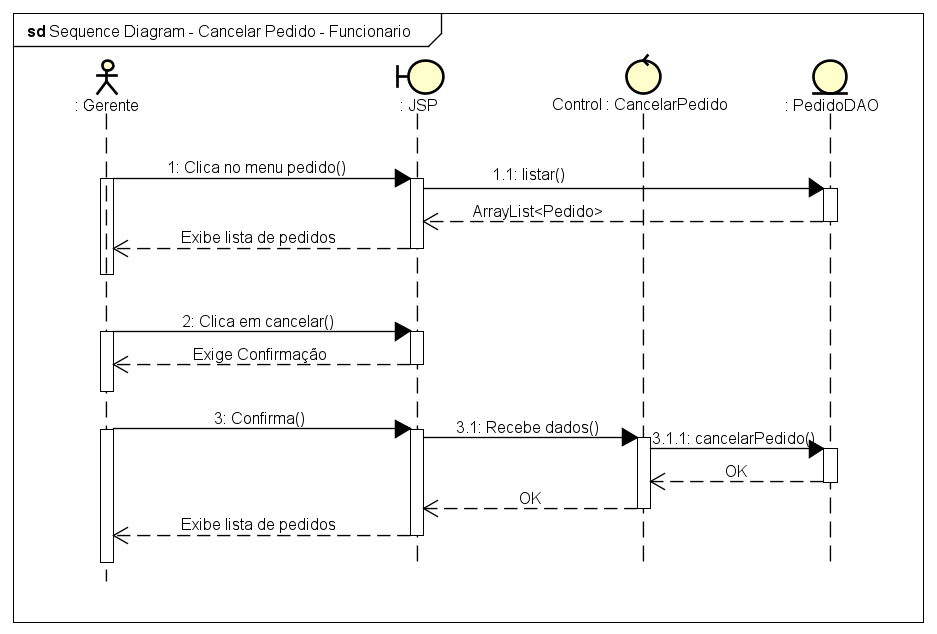 sd Sequence Diagram - Cancelar Pedido - Funcionario
: Gerente
: JSP
Control : CancelarPedido
: PedidoDAO
1: Clica no menu pedido()
1.1: listar()
ArrayList<Pedido>
Exibe lista de pedidos
2: Clica em cancelar()
Exige Confirmação
3: Confirma()
3.1: Recebe dados()
3.1.1: cancelarPedido()
OK
OK
Exibe lista de pedidos